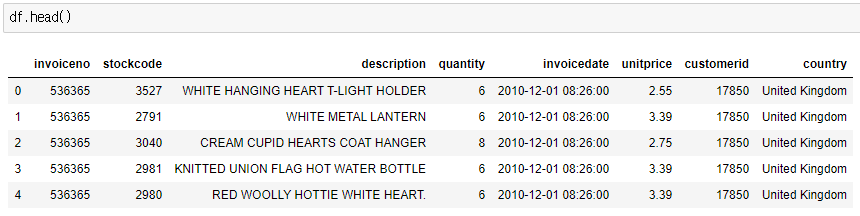 df.head()
invoiceno stockcode description quantity invoicedate unitprice customerid country
0 536365 3527 WHITE HANGING HEART T-LIGHT HOLDER 6 2010-12-01 08:26:00 2.55 17850 United Kingdom
1 536365 2791 WHITE METAL LANTERN 6 2010-12-01 08:26:00 3.39 17850 United Kingdom
2 536365 3040 CREAM CUPID HEARTS COAT HANGER 8 2010-12-01 08:26:00 2.75 17850 United Kingdom
3 536365 2981 KNITTED UNION FLAG HOT WATER BOTTLE 6 2010-12-01 08:26:00 3.39 17850 United Kingdom
4 536365 2980 RED WOOLLY HOTTIE WHITE HEART. 6 2010-12-01 08:26:00 3.39 17850 United Kingdom